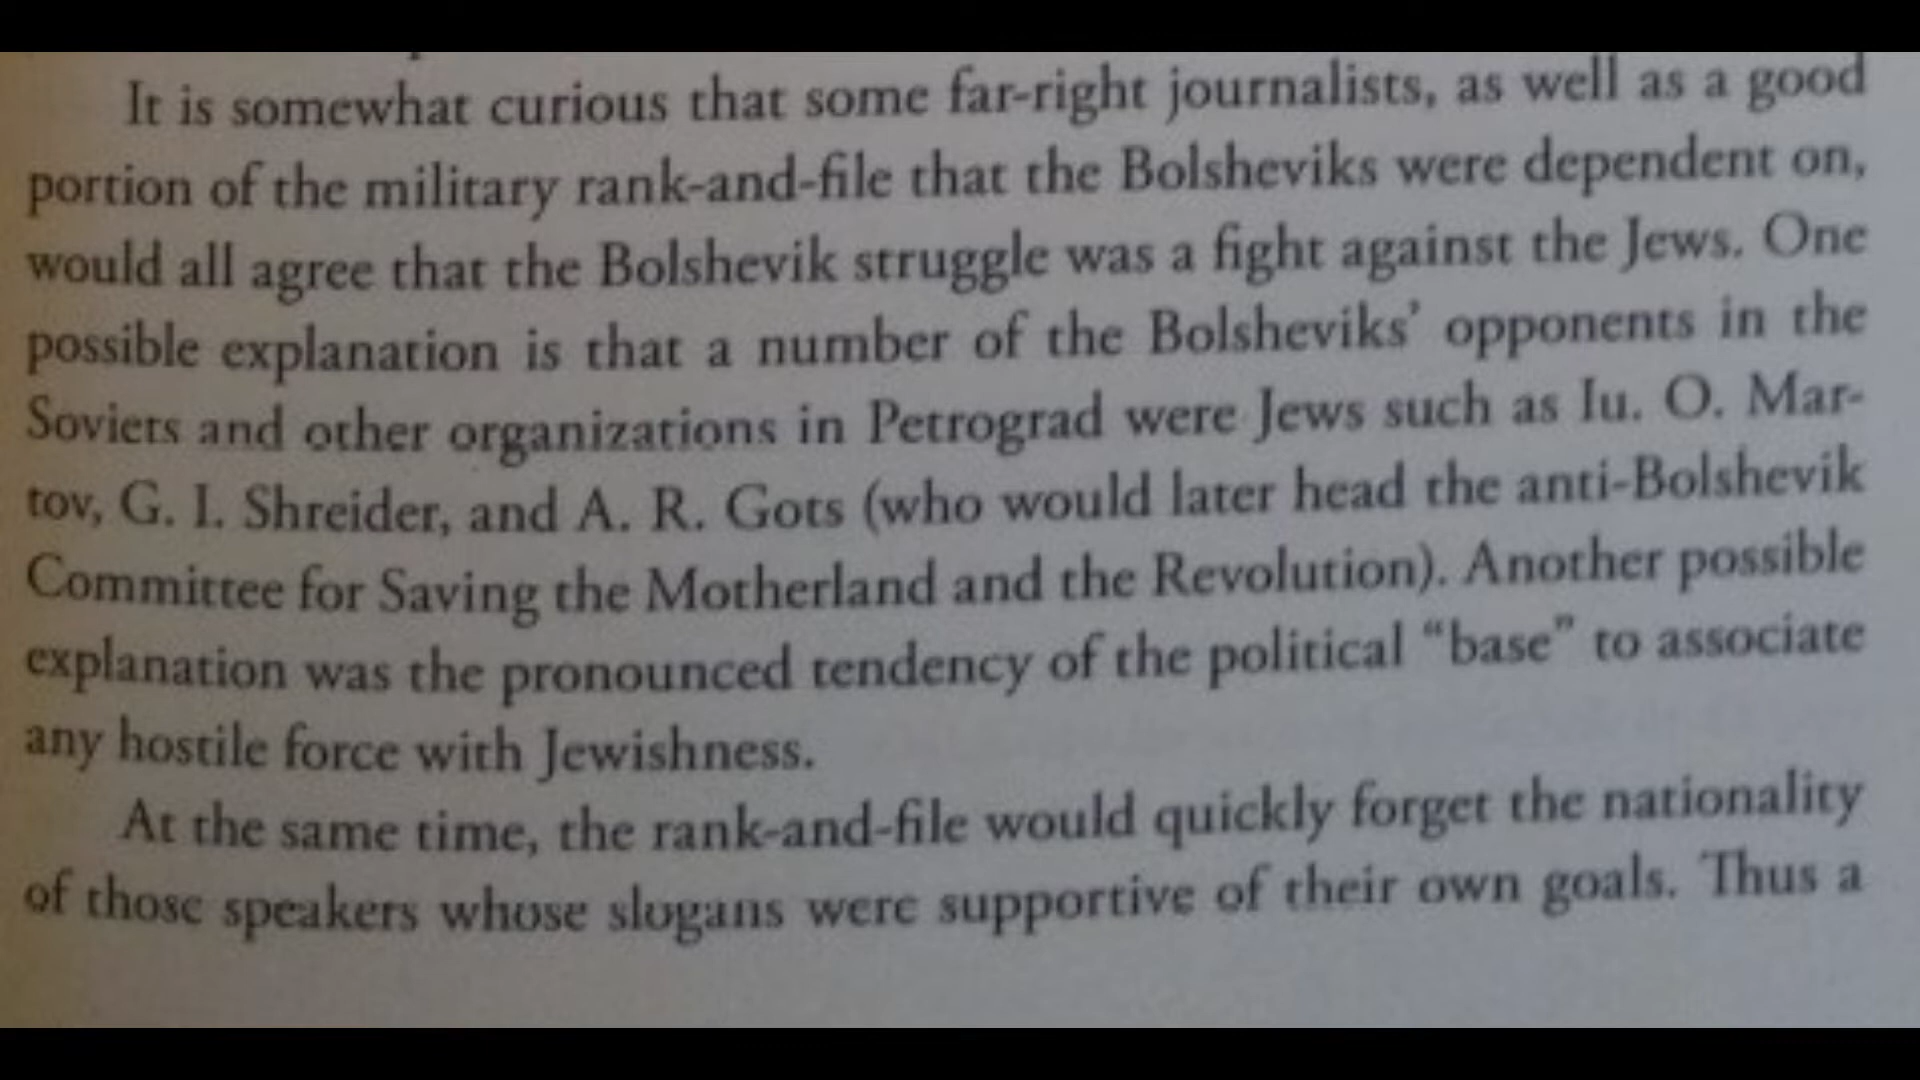 It is somewhat curious that some far-right journalists, as well as a good
portion of the military rank-and-file that the Bolsheviks were dependent on,
would all agree that the Bolshevik struggle was a fight against the Jews. One
possible explanation is that a number of the Bolsheviks’ opponents in the
Soviets and other organizations in Petrograd were Jews such as Iu. O. Mar-
tov, G. I. Shreider, and A. R. Gots (who would later head the anti-Bolshevik
Committee for Saving the Motherland and the Revolution). Another possible
explanation was the pronounced tendency of the political “base” to associate
any hostile force with Jewishness.
At the same time, the rank-and-file would quickly forget the nationality
of those speakers whose slogans were supportive of their own goals. Thus a